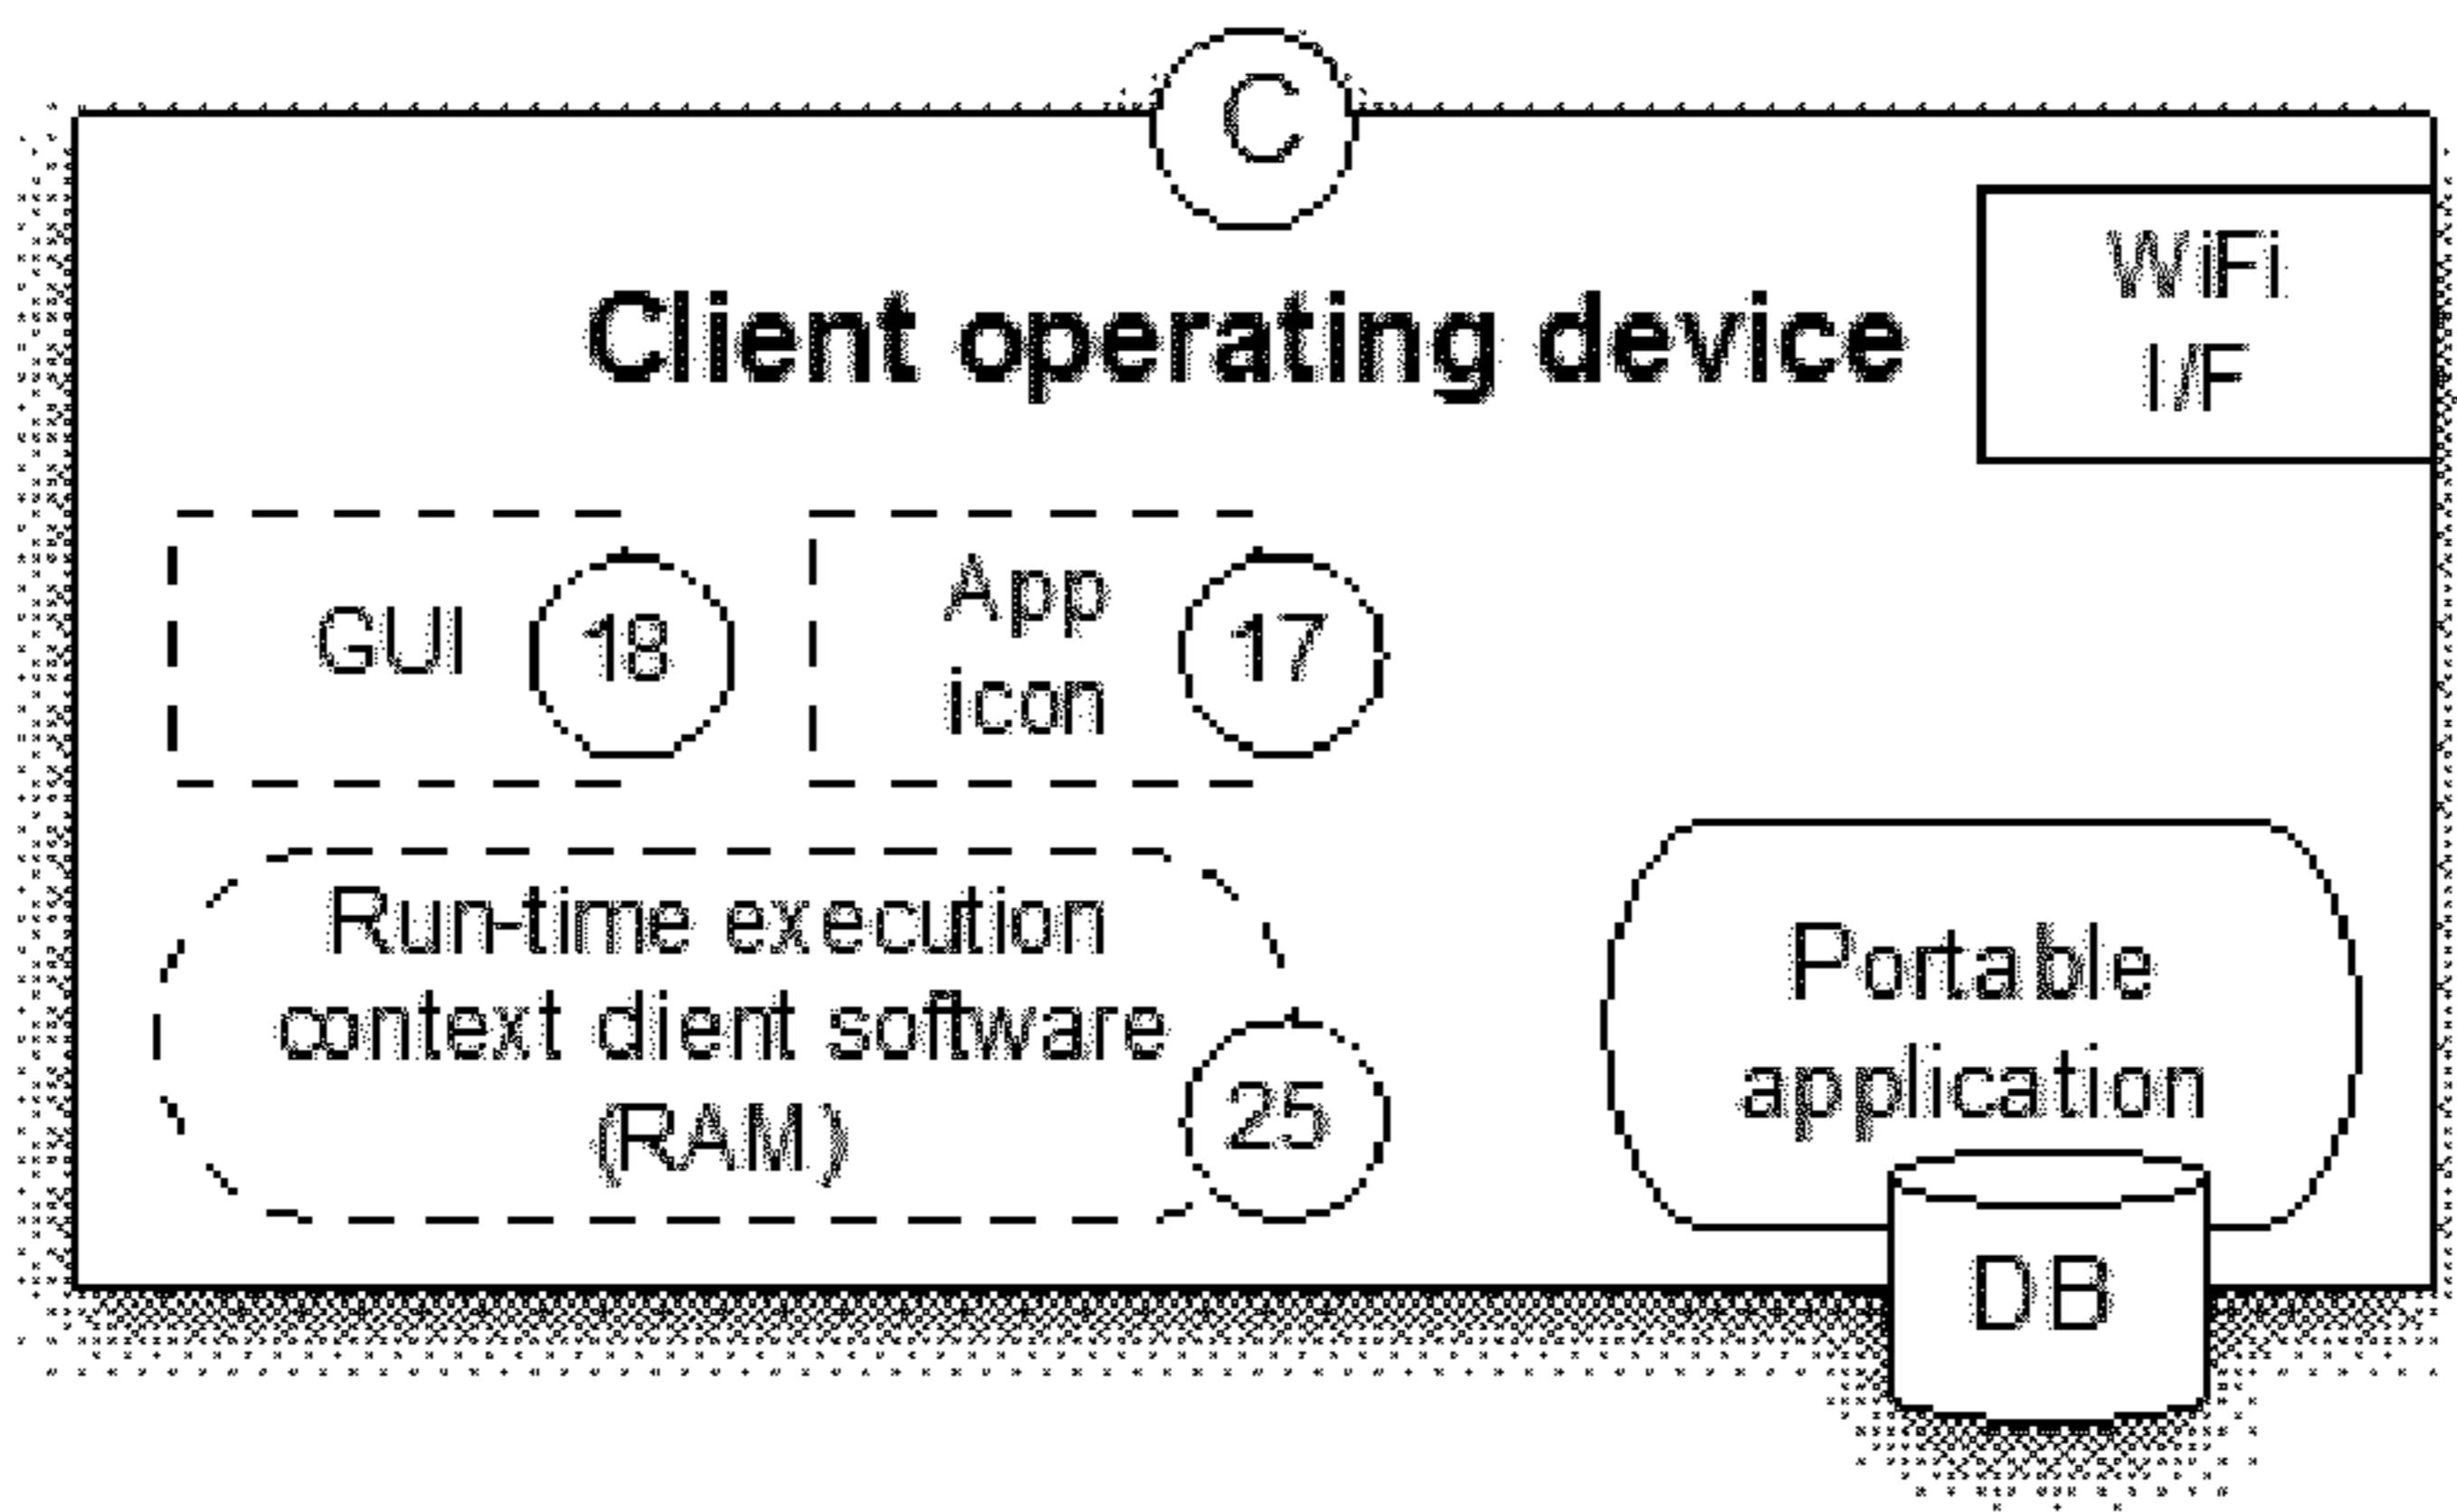 C
Client operating device
WiFi
I/F
GUI
18
App
icon
17
Run-time execution
context client software
(RAM)
25
Portable
application
DB